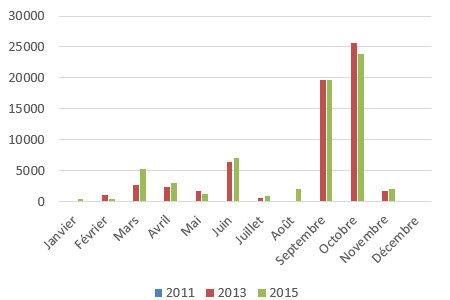 30000
25000
20000
15000
10000
5000
0
Janvier
Février
Mars
Avril
Mai
Juin
Juillet
Août
Septembre
Octobre
Novembre
Décembre
2011 2013 2015